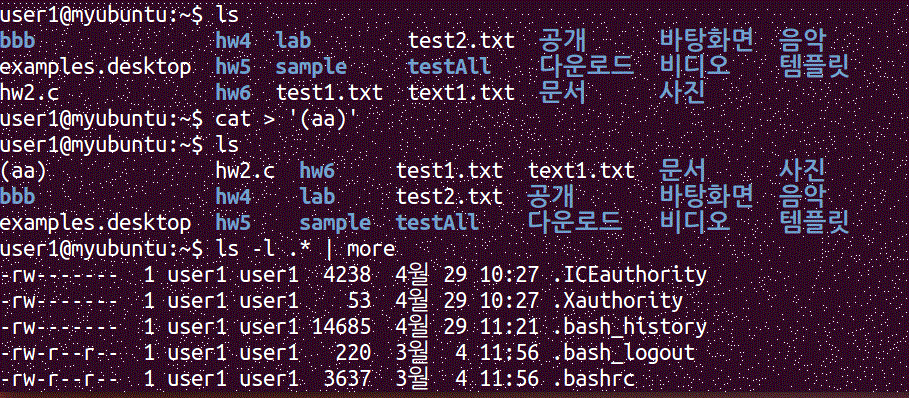 user1@myubuntu:~$ ls
bbb hw4 lab test2.txt 공개 바탕화면 음악
examples.desktop hw5 sample testAll 다운로드 비디오 템플릿
hw2.c hw6 test1.txt text1.txt 문서 사진
user1@myubuntu:~$ cat > '(aa)'
user1@myubuntu:~$ ls
(aa) hw2.c hw6 test1.txt text1.txt 문서 사진
bbb hw4 lab test2.txt 공개 바탕화면 음악
examples.desktop hw5 sample testAll 다운로드 비디오 템플릿
user1@myubuntu:~$ ls -l .* | more
-rw------- 1 user1 user1 4238 4월 29 10:27 .ICEauthority
-rw------- 1 user1 user1 53 4월 29 10:27 .Xauthority
-rw------- 1 user1 user1 14685 4월 29 11:21 .bash_history
-rw-r--r-- 1 user1 user1 220 3월 4 11:56 .bash_logout
-rw-r--r-- 1 user1 user1 3637 3월 4 11:56 .bashrc